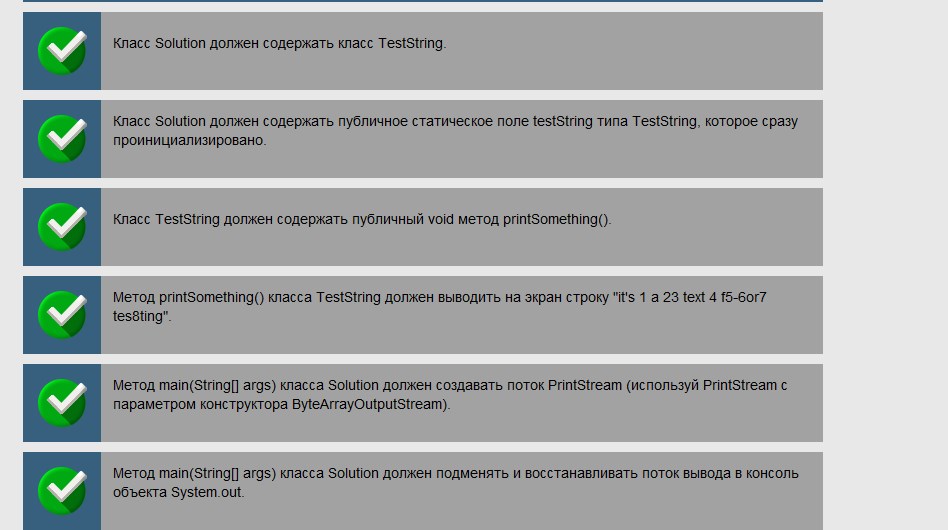 Класс Solution должен содержать класс TestString.
Класс Solution должен содержать публичное статическое поле testString типа TestString, которое сразу
проинициализировано.
Класс TestString должен содержать публичный void метод printSomething().
Метод printSomething() класса TestString должен выводить на экран строку "it's 1 a 23 text 4 f5-6or7
tes8ting".
Метод main(String[] args) класса Solution должен создавать поток PrintStream (используй PrintStream c
параметром конструктора ByteArrayOutputStream).
Метод main(String[] args) класса Solution должен подменять и восстанавливать поток вывода в консоль
объекта System.out.